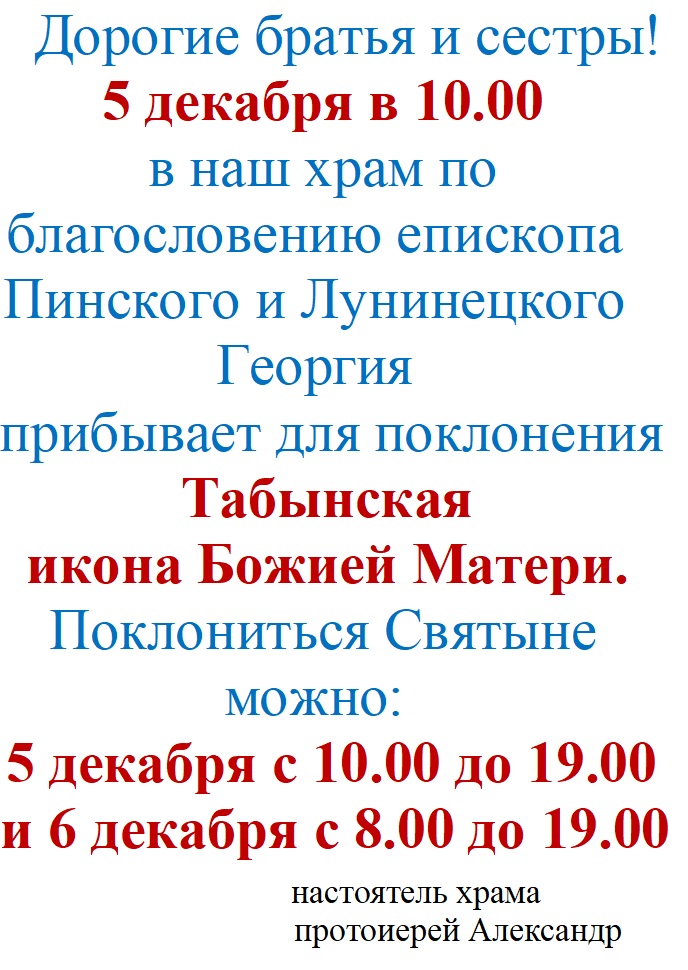 Дорогие братья и сестры!
5 декабря в 10.00
в наш храм по
благословению епископа
Пинского и Лунинецкого
Георгия
прибывает для поклонения
Табынская
икона Божией Матери.
Поклониться Святыне
можно:
5 декабря с 10.00 до 19.00
и 6 декабря с 8.00 до 19.00
настоятель храма
протоиерей Александр